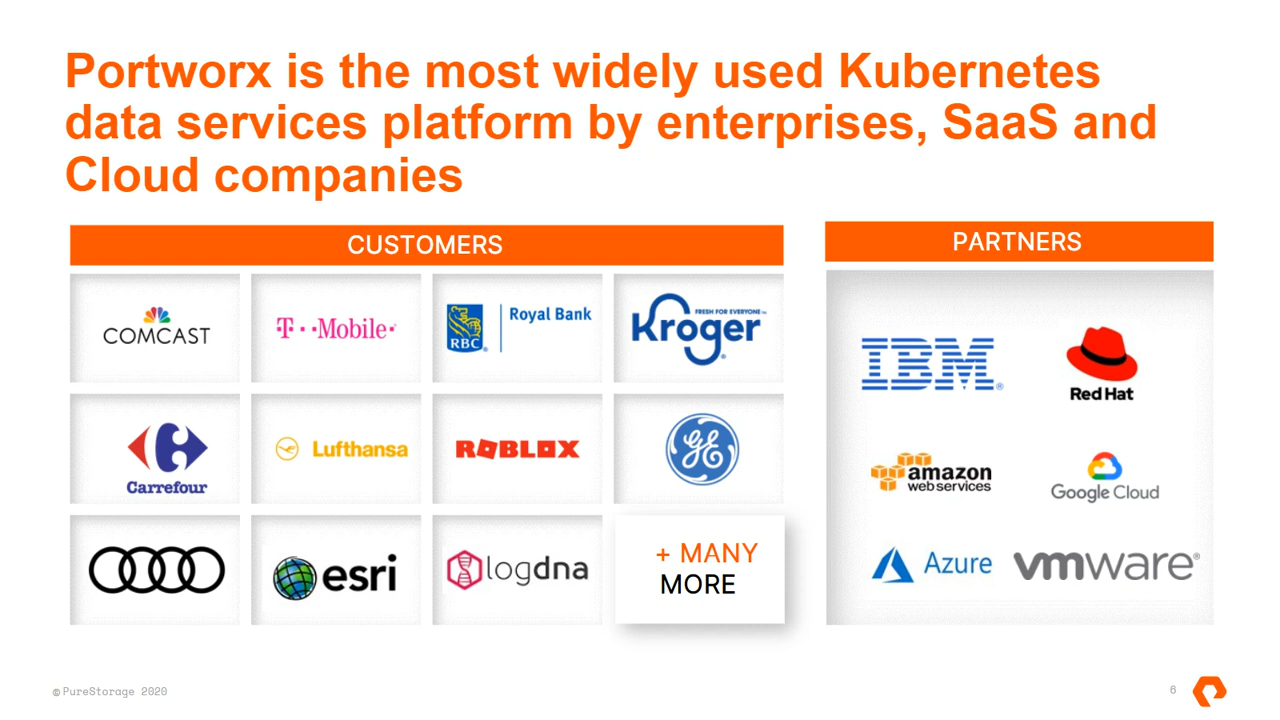 Portworx is the most widely used Kubernetes
data services platform by enterprises, SaaS and
Cloud companies
CUSTOMERS
PARTNERS
COMCAST
T··Mobile·
RBC®
Royal Bank
FRESH FOR EVERYONE™
Kroger®
Carrefour
Lufthansa
ROBLOX
GE
esri
logdna
+ MANY
MORE
IBM®
Red Hat
amazon
web services
Google Cloud
Azure
vmware®
© PureStorage 2020
6